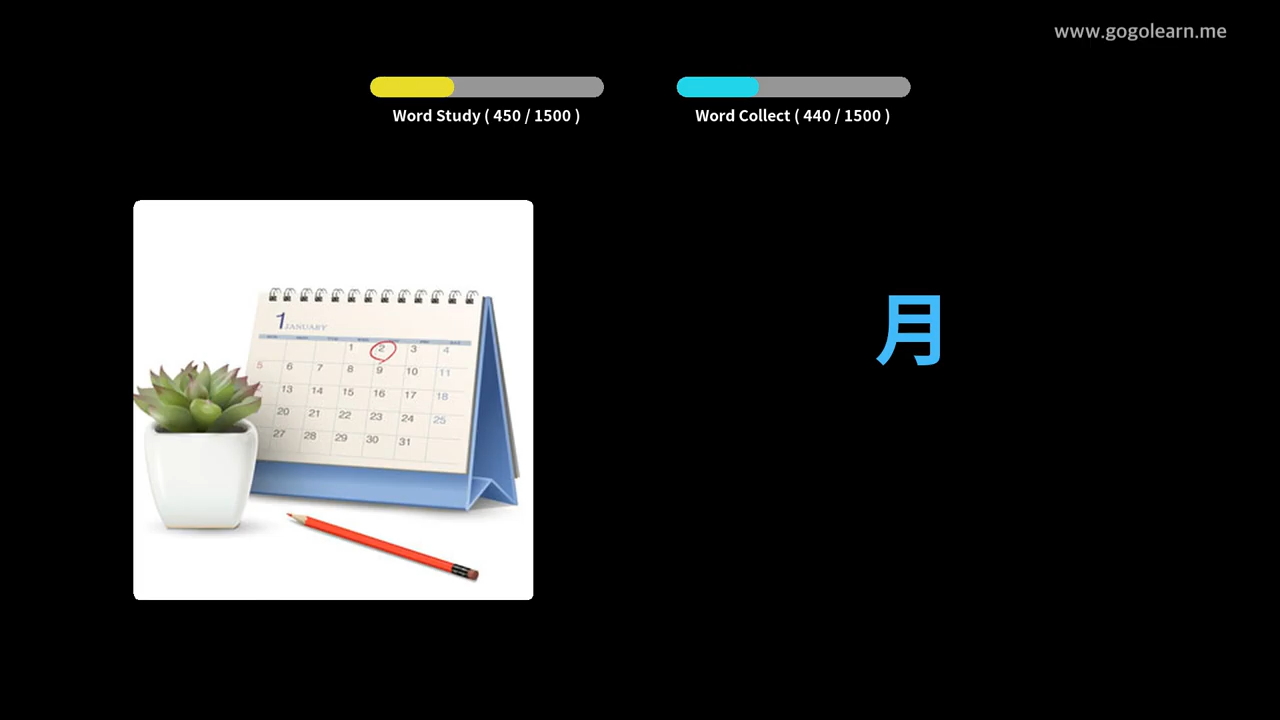 www.gogolearn.me
Word Study ( 450 / 1500 )
Word Collect ( 440 / 1500 )
1 JANUARY
1 2 3 4
5 6 7 8 9 10 11
13 14 15 16 17 18
20 21 22 23 24 25
27 28 29 30 31
月